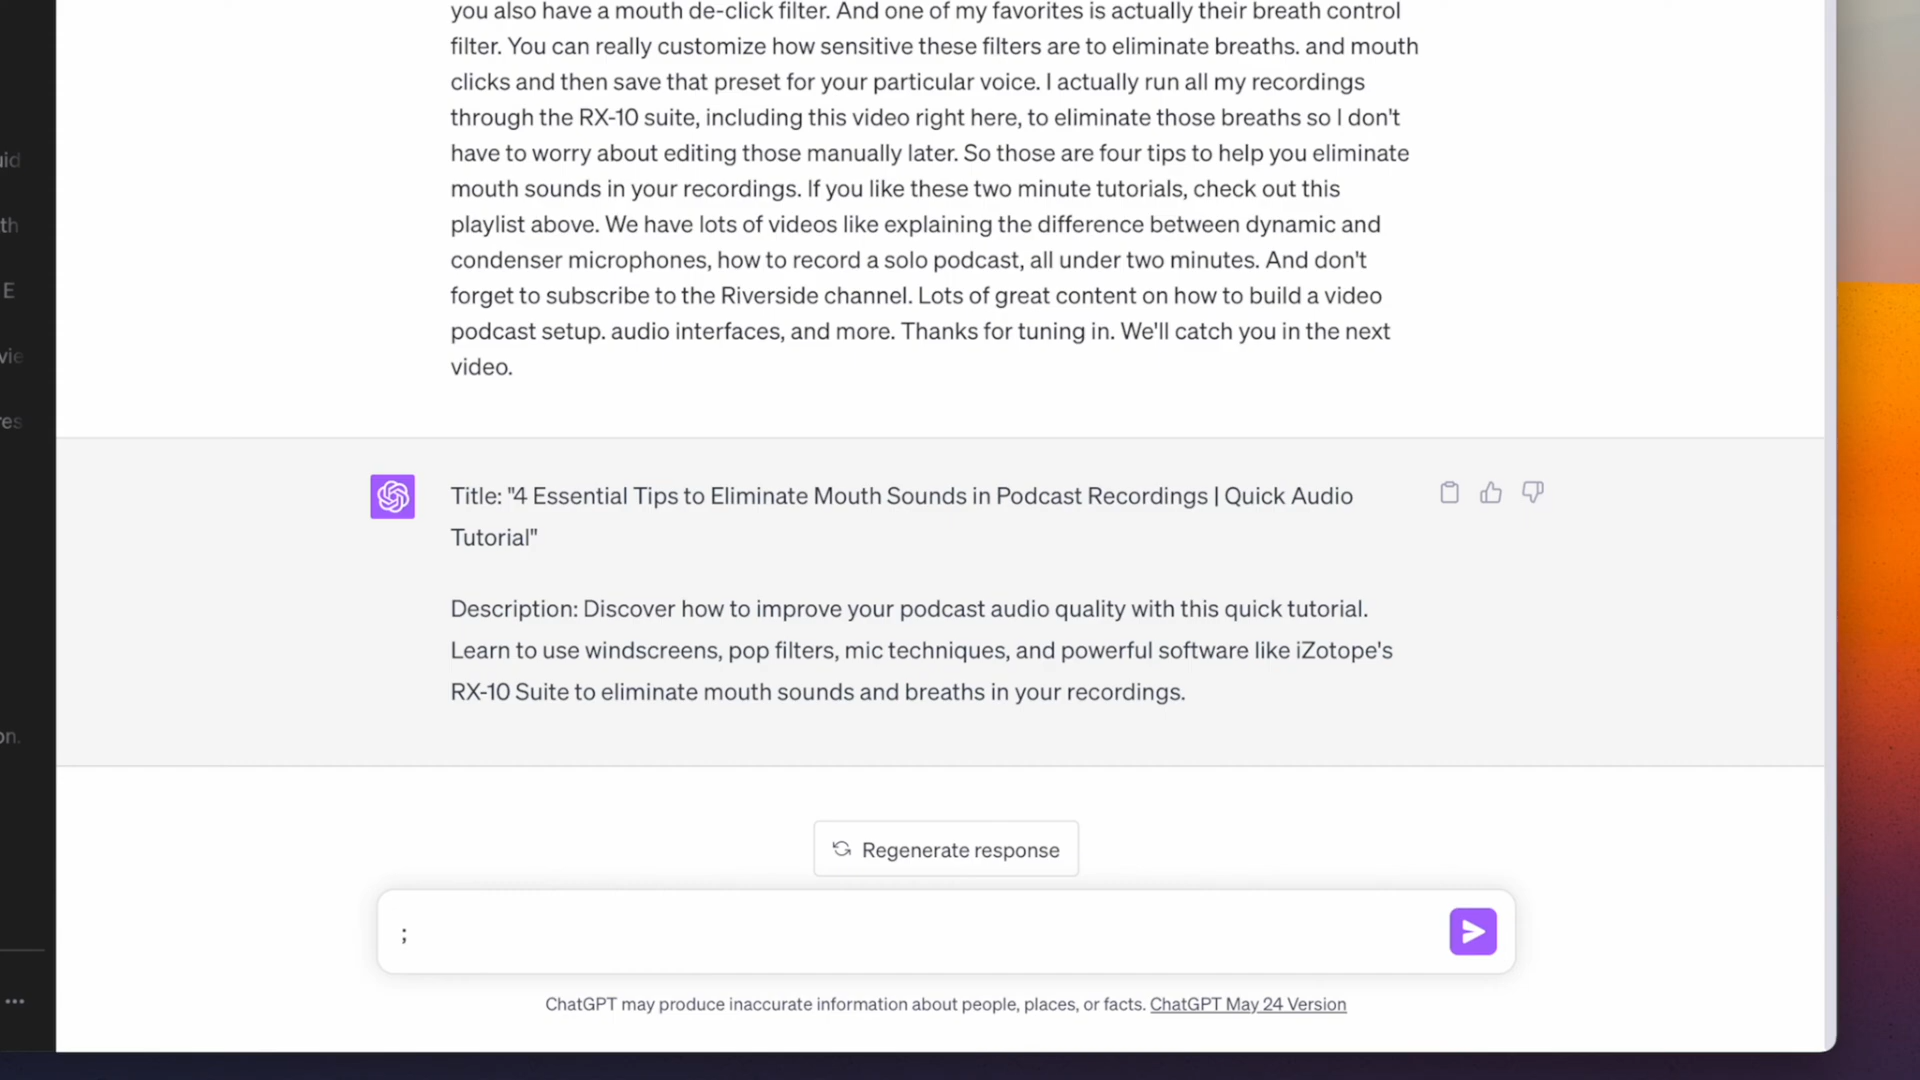 you also have a mouth de-click filter. And one of my favorites is actually their breath control
filter. You can really customize how sensitive these filters are to eliminate breaths. and mouth
clicks and then save that preset for your particular voice. I actually run all my recordings
through the RX-10 suite, including this video right here, to eliminate those breaths so I don't
have to worry about editing those manually later. So those are four tips to help you eliminate
mouth sounds in your recordings. If you like these two minute tutorials, check out this
playlist above. We have lots of videos like explaining the difference between dynamic and
condenser microphones, how to record a solo podcast, all under two minutes. And don't
forget to subscribe to the Riverside channel. Lots of great content on how to build a video
podcast setup. audio interfaces, and more. Thanks for tuning in. We'll catch you in the next
video.
uid
th
E
vie
res
on.
...
Title: "4 Essential Tips to Eliminate Mouth Sounds in Podcast Recordings | Quick Audio
Tutorial"
Description: Discover how to improve your podcast audio quality with this quick tutorial.
Learn to use windscreens, pop filters, mic techniques, and powerful software like iZotope's
RX-10 Suite to eliminate mouth sounds and breaths in your recordings.
Regenerate response
;
ChatGPT may produce inaccurate information about people, places, or facts. ChatGPT May 24 Version